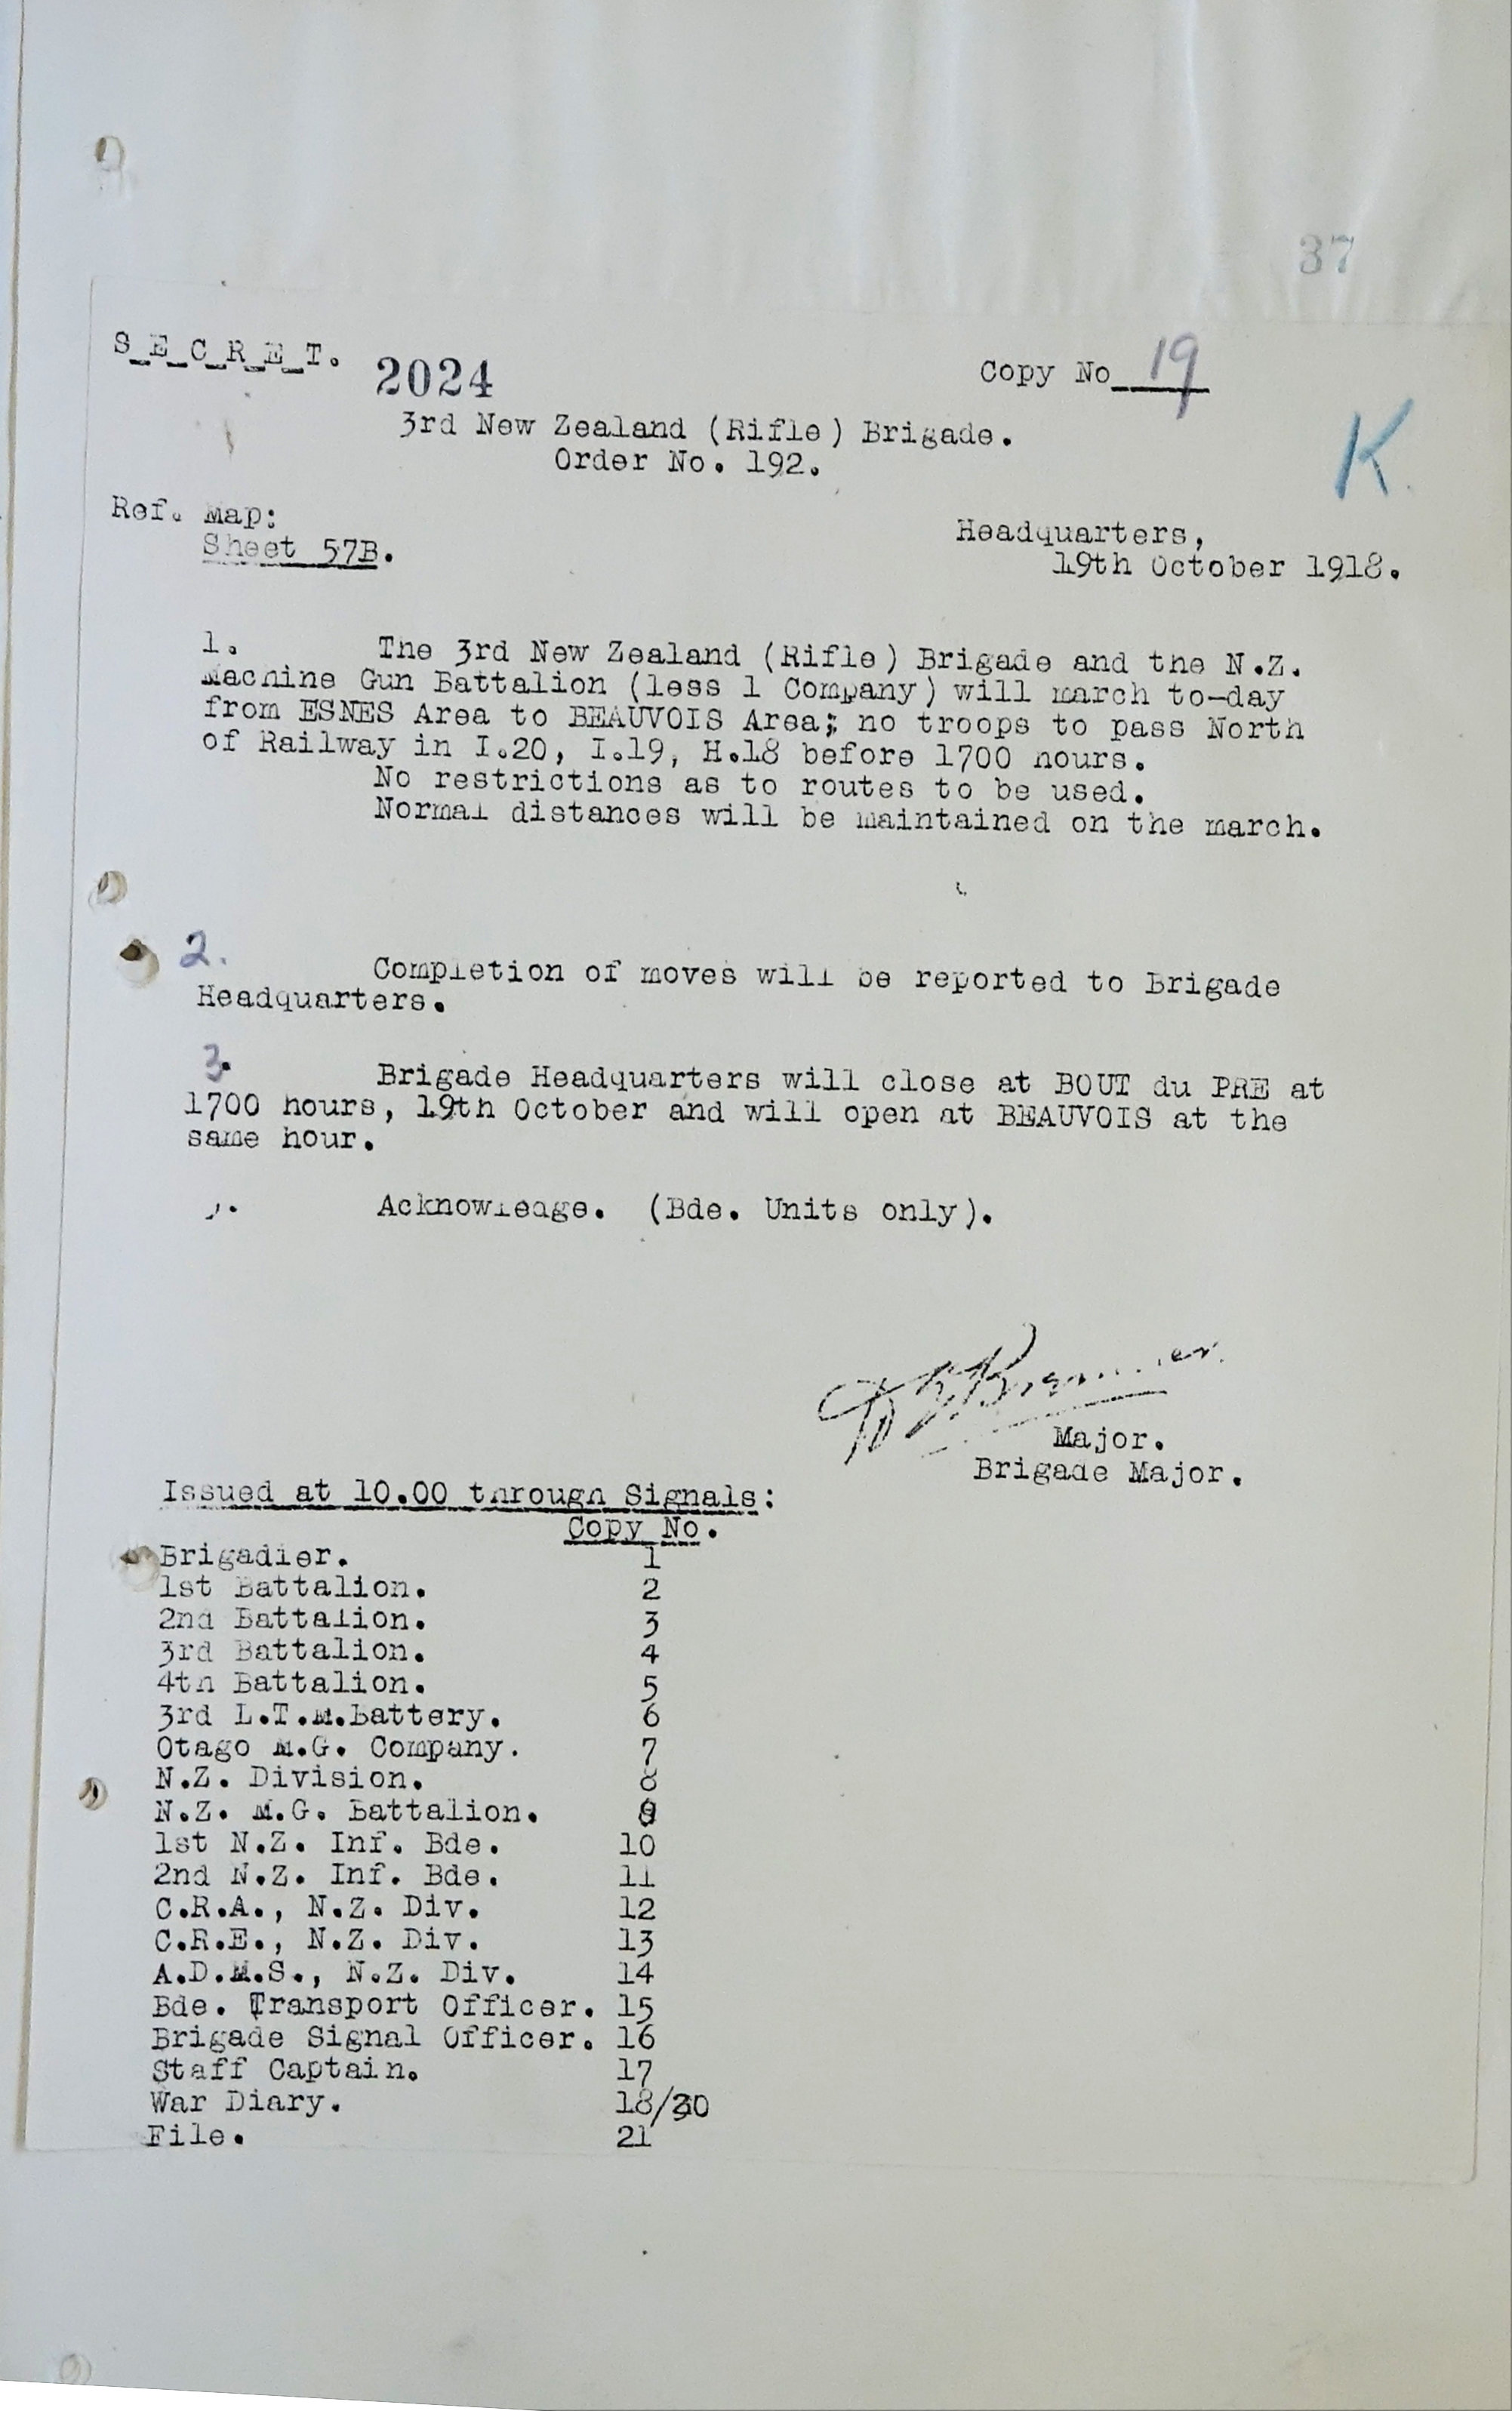 37
S_E_C_R_E_T.
2024
Copy No 19
3rd New Zealand (Rifle) Brigade.
Order No. 192.
K.
Ref. Map:
Sheet 57B.
Headquarters,
19th October 1918.
1. The 3rd New Zealand (Rifle) Brigade and the N.Z.
Machine Gun Battalion (less 1 Company) will march to-day
from ESNES Area to BEAUVOIS Area; no troops to pass North
of Railway in I.20, I.19, H.18 before 1700 hours.
No restrictions as to routes to be used.
Normal distances will be maintained on the march.
2. Completion of moves will be reported to Brigade
Headquarters.
3. Brigade Headquarters will close at BOUT du PRE at
1700 hours, 19th October and will open at BEAUVOIS at the
same hour.
Acknowledge. (Bde. Units only).
Major.
Brigade Major.
Issued at 10.00 through Signals:
Copy No.
Brigadier. 1
1st Battalion. 2
2nd Battalion. 3
3rd Battalion. 4
4th Battalion. 5
3rd L.T.M.Battery. 6
Otago M.G. Company. 7
N.Z. Division. 8
N.Z. M.G. Battalion. 9
1st N.Z. Inf. Bde. 10
2nd N.Z. Inf. Bde. 11
C.R.A., N.Z. Div. 12
C.R.E., N.Z. Div. 13
A.D.M.S., N.Z. Div. 14
Bde. Transport Officer. 15
Brigade Signal Officer. 16
Staff Captain. 17
War Diary. 18/
File. 21